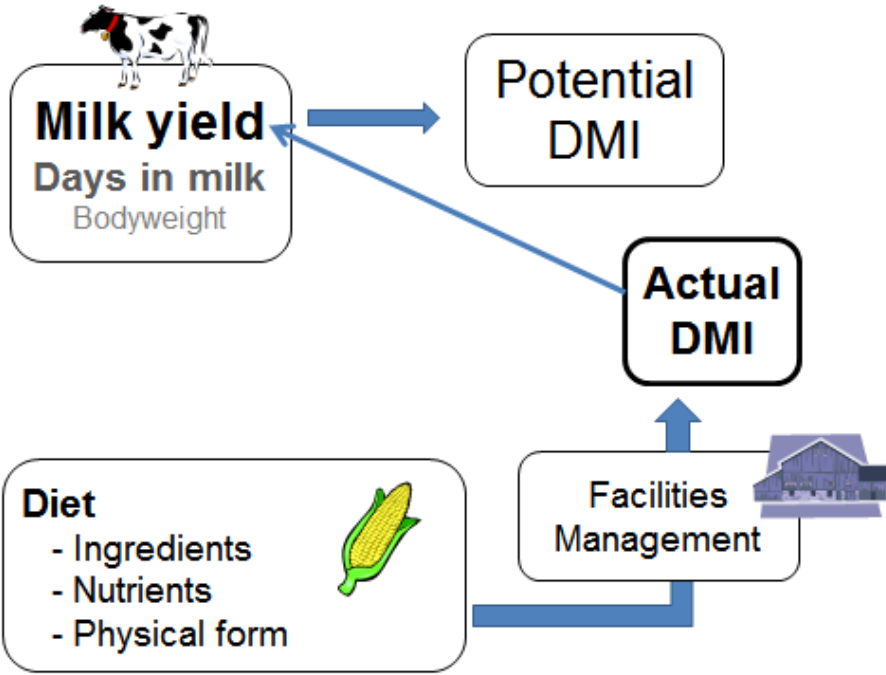 Milk yield
Days in milk
Bodyweight
Potential
DMI
Actual
DMI
Facilities
Management
Diet
- Ingredients
- Nutrients
- Physical form